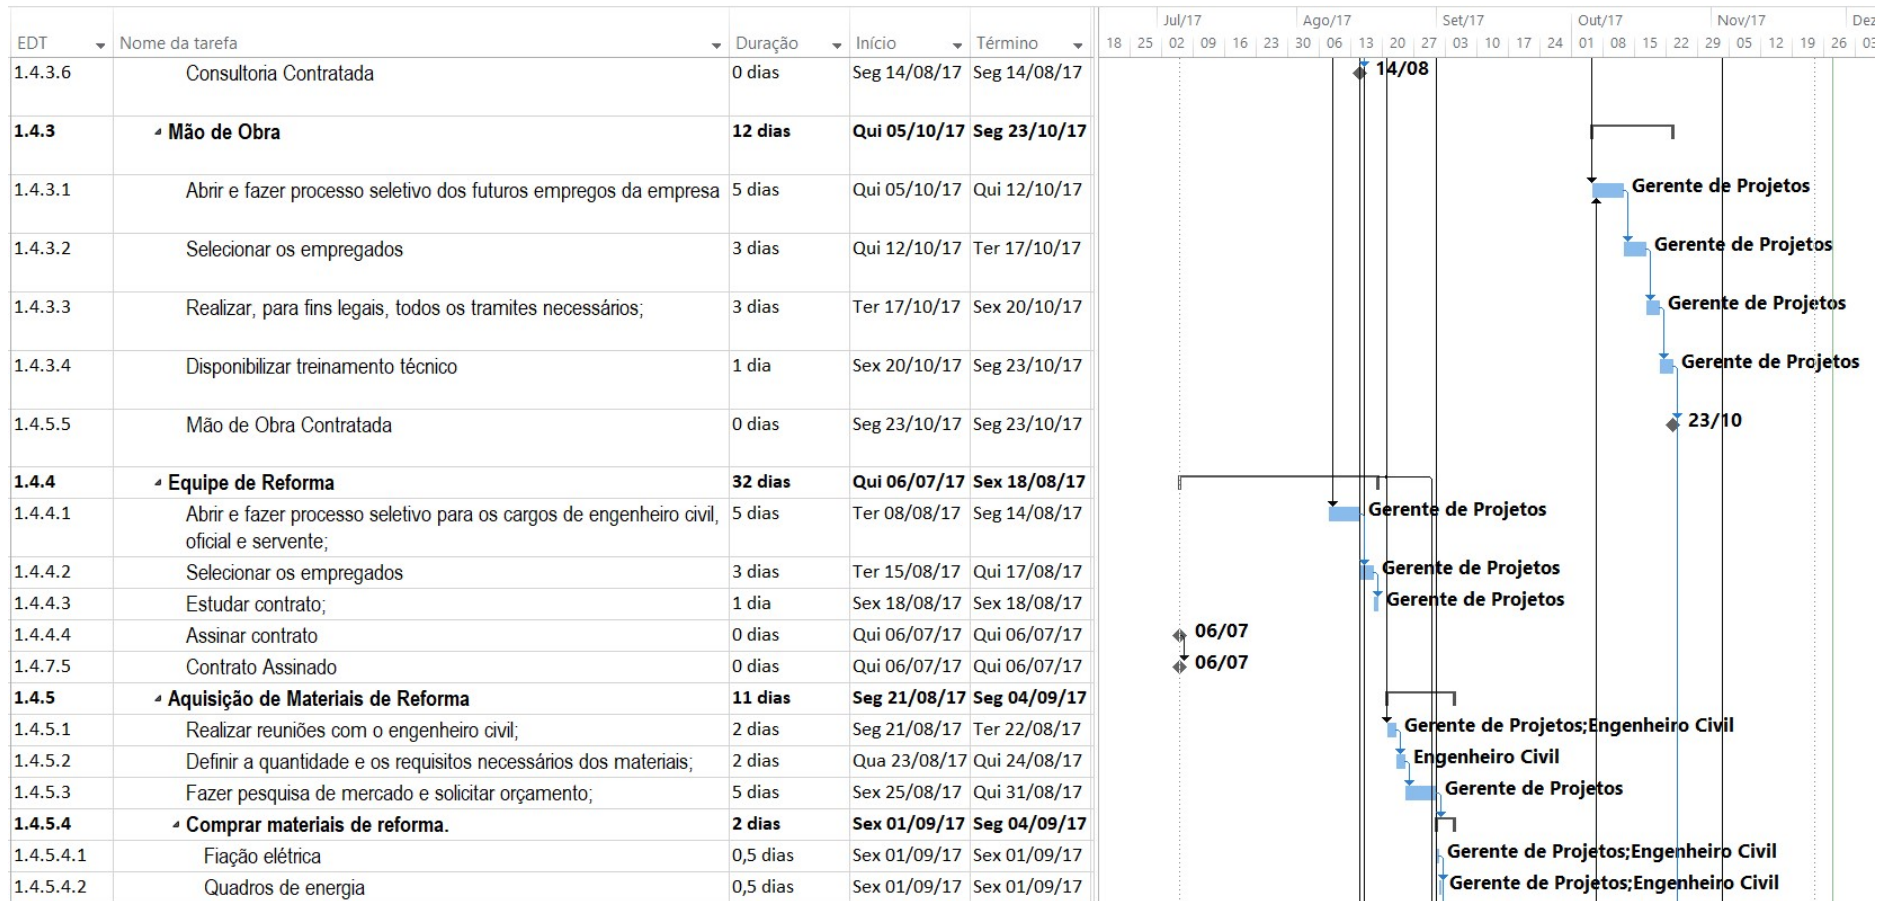 Jul/17 Ago/17 Set/17 Out/17 Nov/17 Dez
EDT Nome da tarefa Duração Início Término 18 25 02 09 16 23 30 06 13 20 27 03 10 17 24 01 08 15 22 29 05 12 19 26 03
1.4.3.6 Consultoria Contratada 0 dias Seg 14/08/17 Seg 14/08/17 14/08
1.4.3 Mão de Obra 12 dias Qui 05/10/17 Seg 23/10/17
1.4.3.1 Abrir e fazer processo seletivo dos futuros empregos da empresa 5 dias Qui 05/10/17 Qui 12/10/17 Gerente de Projetos
1.4.3.2 Selecionar os empregados 3 dias Qui 12/10/17 Ter 17/10/17 Gerente de Projetos
1.4.3.3 Realizar, para fins legais, todos os tramites necessários; 3 dias Ter 17/10/17 Sex 20/10/17 Gerente de Projetos
1.4.3.4 Disponibilizar treinamento técnico 1 dia Sex 20/10/17 Seg 23/10/17 Gerente de Projetos
1.4.5.5 Mão de Obra Contratada 0 dias Seg 23/10/17 Seg 23/10/17 23/10
1.4.4 Equipe de Reforma 32 dias Qui 06/07/17 Sex 18/08/17
1.4.4.1 Abrir e fazer processo seletivo para os cargos de engenheiro civil, 5 dias Ter 08/08/17 Seg 14/08/17 Gerente de Projetos
oficial e servente;
1.4.4.2 Selecionar os empregados 3 dias Ter 15/08/17 Qui 17/08/17 Gerente de Projetos
1.4.4.3 Estudar contrato; 1 dia Sex 18/08/17 Sex 18/08/17 Gerente de Projetos
1.4.4.4 Assinar contrato 0 dias Qui 06/07/17 Qui 06/07/17 06/07
1.4.7.5 Contrato Assinado 0 dias Qui 06/07/17 Qui 06/07/17 06/07
1.4.5 Aquisição de Materiais de Reforma 11 dias Seg 21/08/17 Seg 04/09/17
1.4.5.1 Realizar reuniões com o engenheiro civil; 2 dias Seg 21/08/17 Ter 22/08/17 Gerente de Projetos;Engenheiro Civil
1.4.5.2 Definir a quantidade e os requisitos necessários dos materiais; 2 dias Qua 23/08/17 Qui 24/08/17 Engenheiro Civil
1.4.5.3 Fazer pesquisa de mercado e solicitar orçamento; 5 dias Sex 25/08/17 Qui 31/08/17 Gerente de Projetos
1.4.5.4 Comprar materiais de reforma. 2 dias Sex 01/09/17 Seg 04/09/17
1.4.5.4.1 Fiação elétrica 0,5 dias Sex 01/09/17 Sex 01/09/17 Gerente de Projetos;Engenheiro Civil
1.4.5.4.2 Quadros de energia 0,5 dias Sex 01/09/17 Sex 01/09/17 Gerente de Projetos;Engenheiro Civil